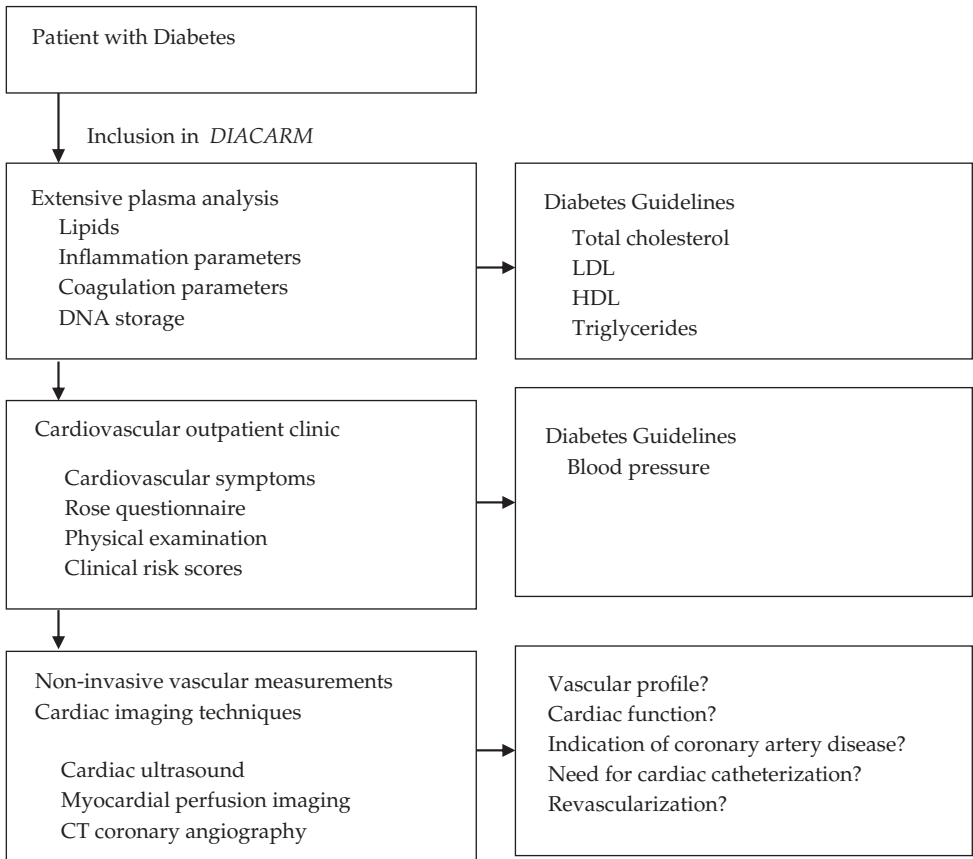 Patient with Diabetes
Inclusion in DIACARM
Extensive plasma analysis
Lipids
Inflammation parameters
Coagulation parameters
DNA storage
Diabetes Guidelines
Total cholesterol
LDL
HDL
Triglycerides
Cardiovascular outpatient clinic
Cardiovascular symptoms
Rose questionnaire
Physical examination
Clinical risk scores
Diabetes Guidelines
Blood pressure
Non-invasive vascular measurements
Cardiac imaging techniques
Cardiac ultrasound
Myocardial perfusion imaging
CT coronary angiography
Vascular profile?
Cardiac function?
Indication of coronary artery disease?
Need for cardiac catheterization?
Revascularization?